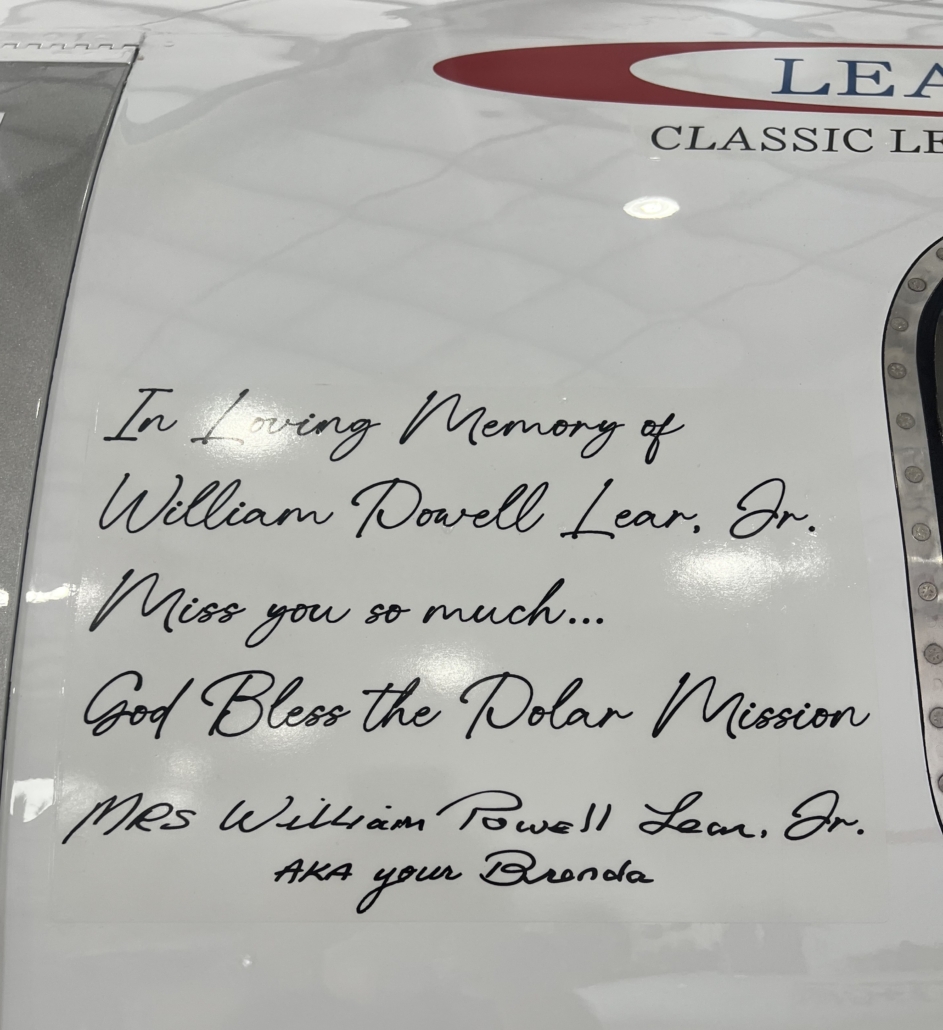 LEA
CLASSIC LE
In Loving Memory of
William Powell Lear, Jr.
Miss you so much...
God Bless the Polar Mission
MRS William Powell Lear, Jr.
AKA your Brenda